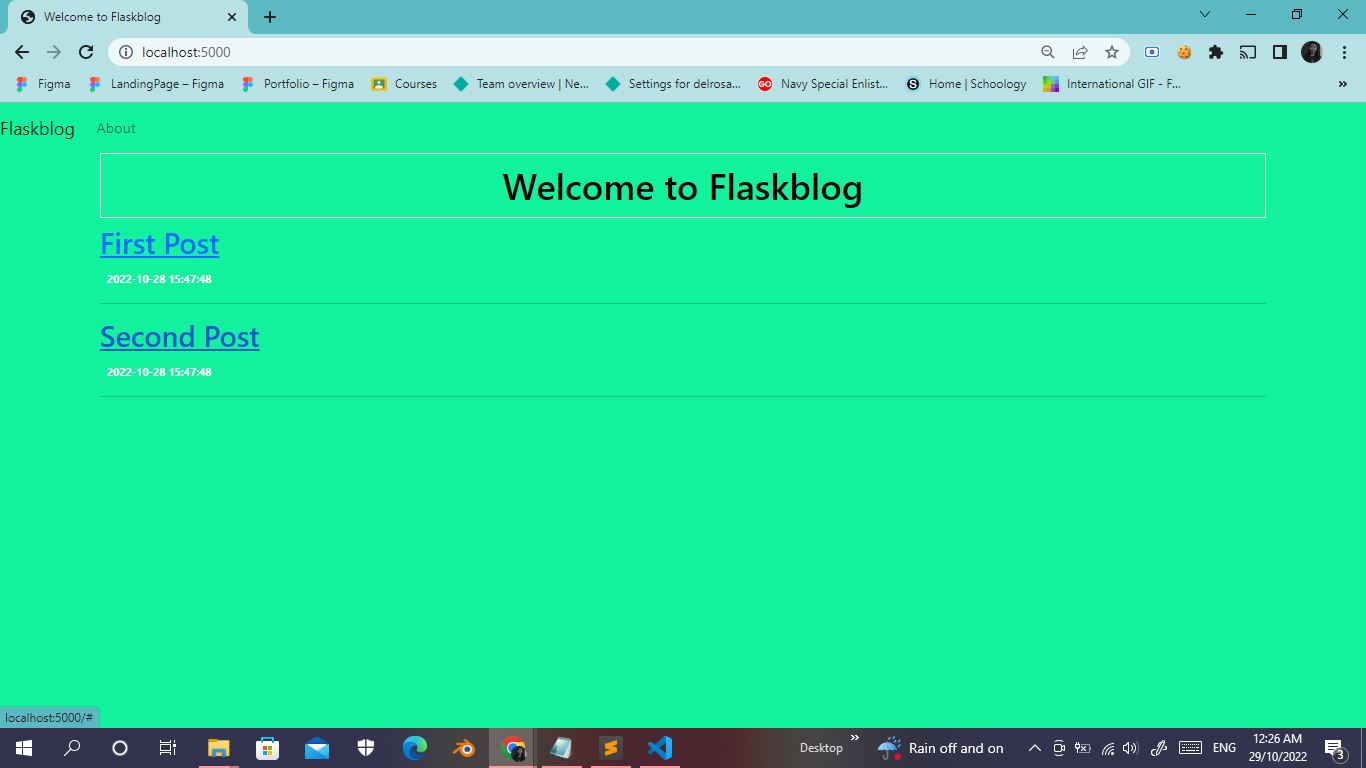 Welcome to Flaskblog
localhost:5000
Figma LandingPage – Figma Portfolio – Figma Courses Team overview | Ne... Settings for delrosa... Navy Special Enlist... Home | Schoology International GIF - F... »
Flaskblog About
Welcome to Flaskblog
First Post
2022-10-28 15:47:48
Second Post
2022-10-28 15:47:48
localhost:5000/#
Desktop » Rain off and on ENG 12:26 AM
29/10/2022 3